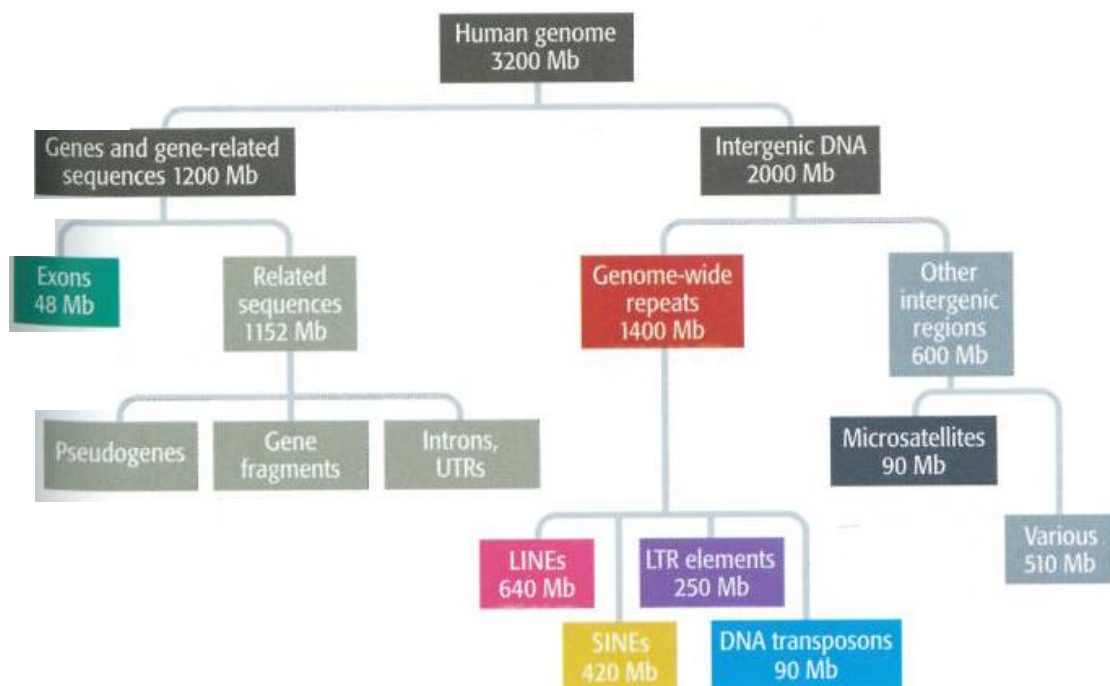 Human genome
3200 Mb
Genes and gene-related
sequences 1200 Mb
Intergenic DNA
2000 Mb
Exons
48 Mb
Related
sequences
1152 Mb
Genome-wide
repeats
1400 Mb
Other
intergenic
regions
600 Mb
Pseudogenes
Gene
fragments
Introns,
UTRs
Microsatellites
90 Mb
LINEs
640 Mb
LTR elements
250 Mb
Various
510 Mb
SINEs
420 Mb
DNA transposons
90 Mb